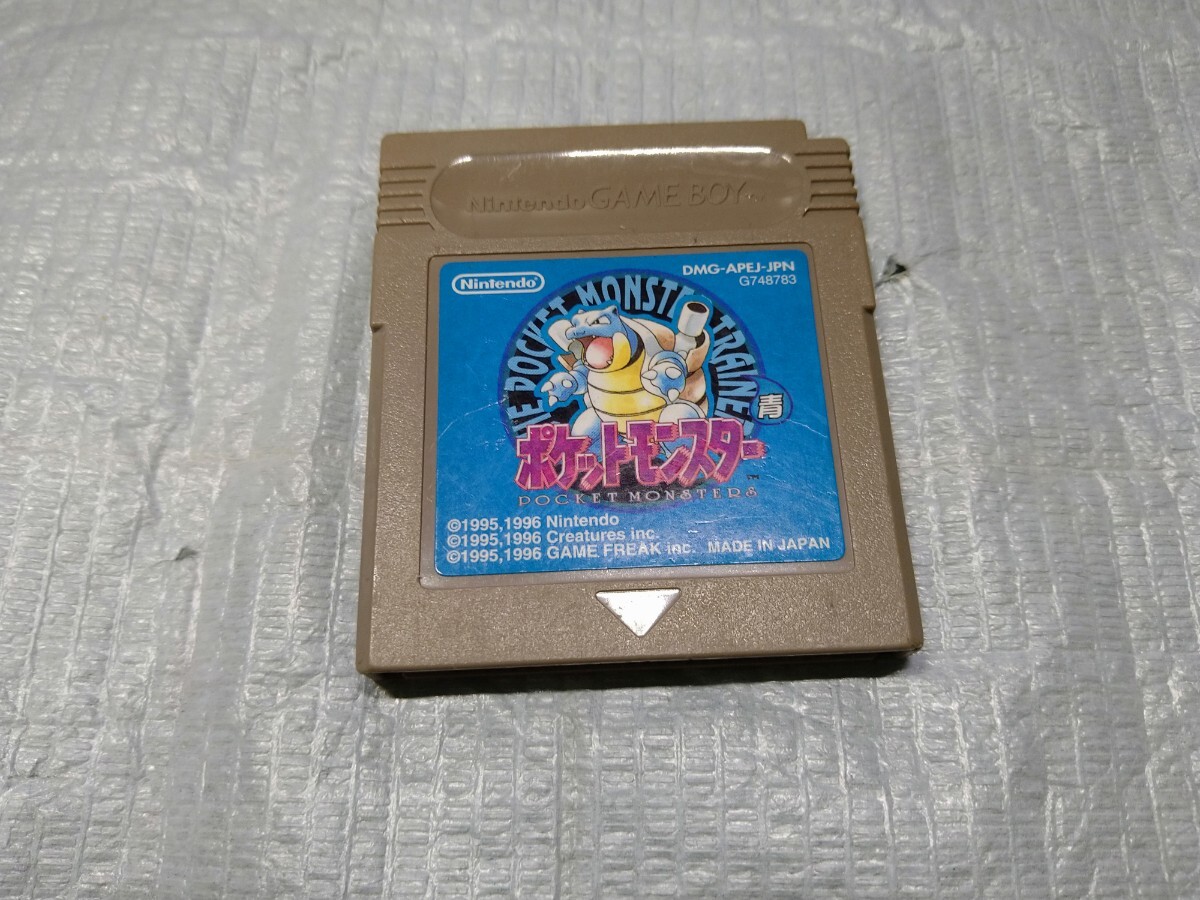 Nintendo GAME BOY
Nintendo
DMG-APEJ-JPN
G748783
THE POCKET MONSTER TRAINER
青
ポケットモンスター
POCKET MONSTERS
©1995,1996 Nintendo
©1995,1996 Creatures inc.
©1995,1996 GAME FREAK inc.
MADE IN JAPAN